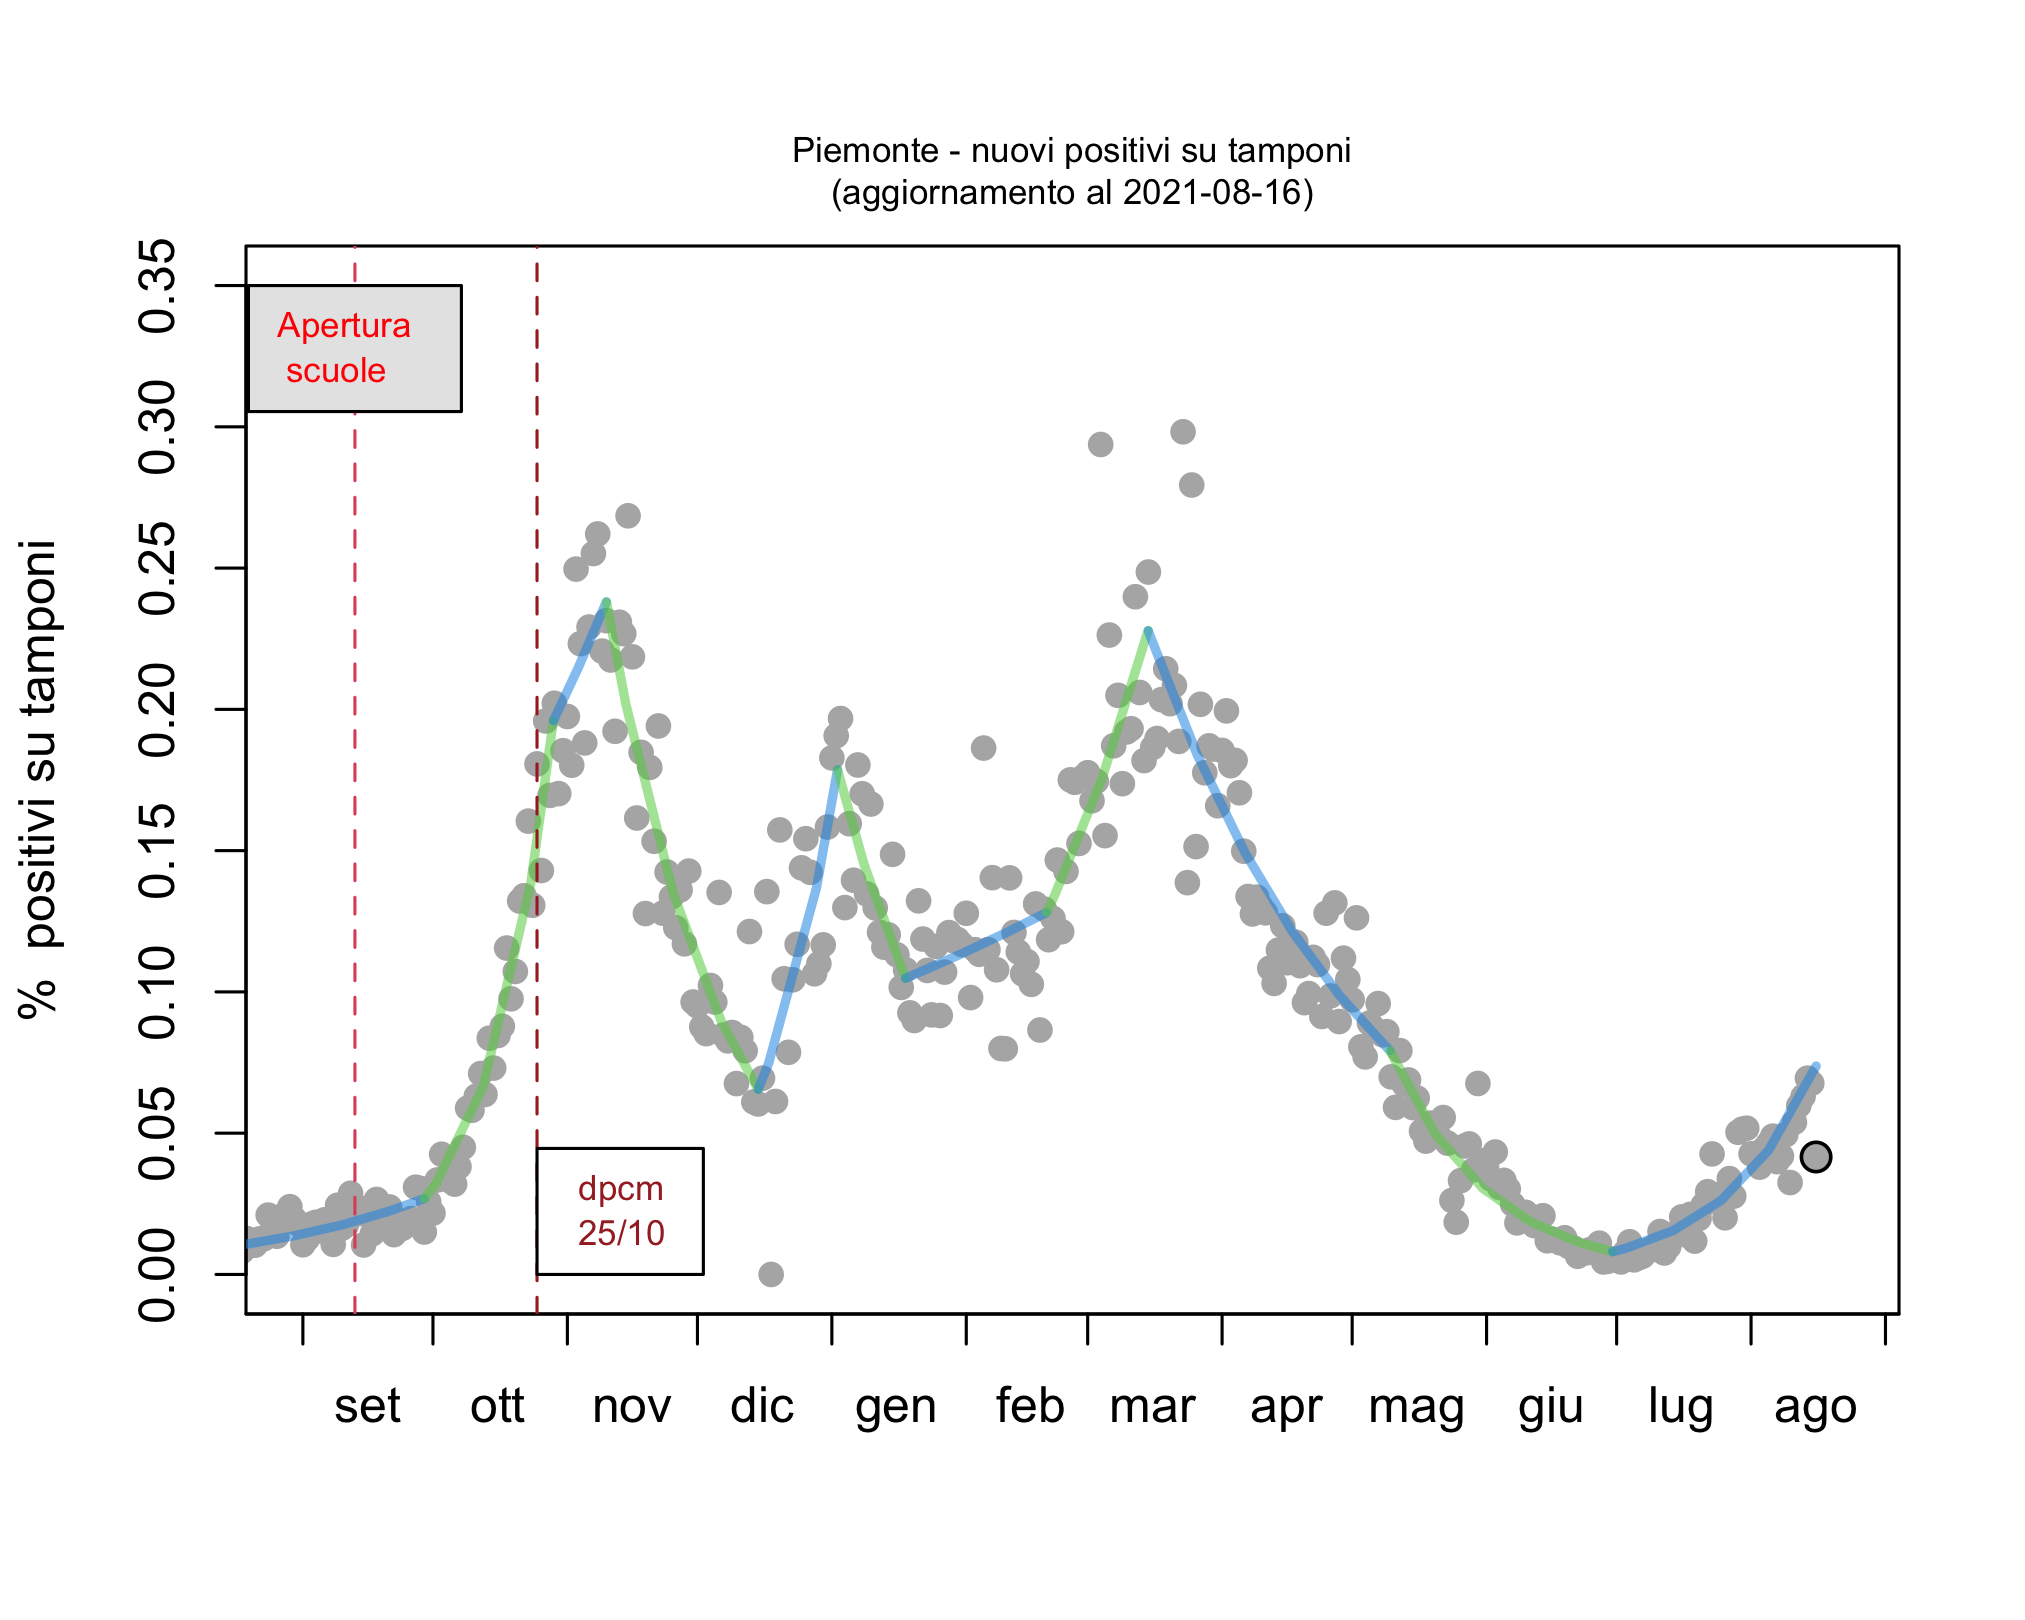 Piemonte - nuovi positivi su tamponi
(aggiornamento al 2021-08-16)
% positivi su tamponi
0.35
0.30
0.25
0.20
0.15
0.10
0.05
0.00
Apertura
scuole
dpcm
25/10
set ott nov dic gen feb mar apr mag giu lug ago